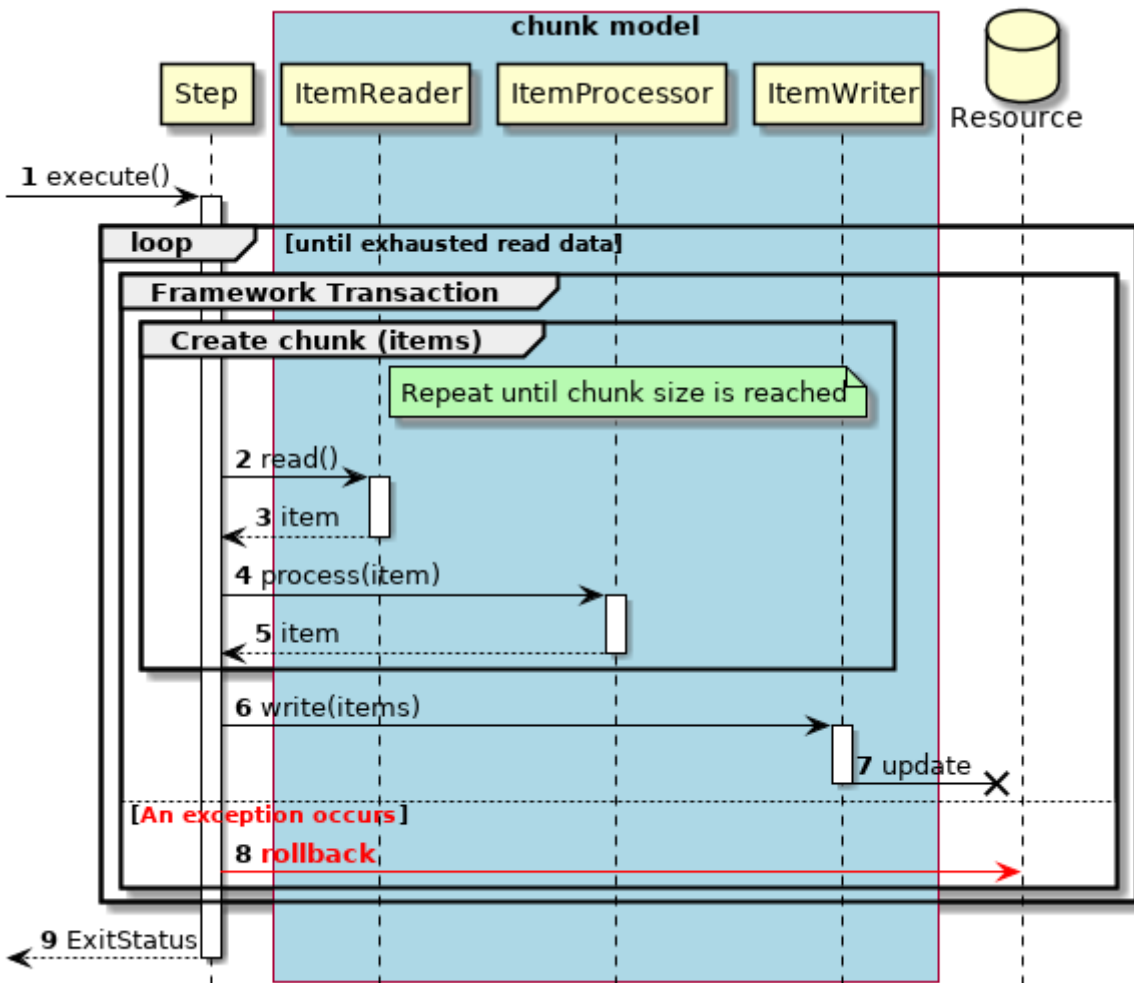 chunk model
Step
ItemReader
ItemProcessor
ItemWriter
Resource
1 execute()
loop
[until exhausted read data]
Framework Transaction
Create chunk (items)
Repeat until chunk size is reached
2 read()
3 item
4 process(item)
5 item
6 write(items)
7 update
[An exception occurs]
8 rollback
9 ExitStatus